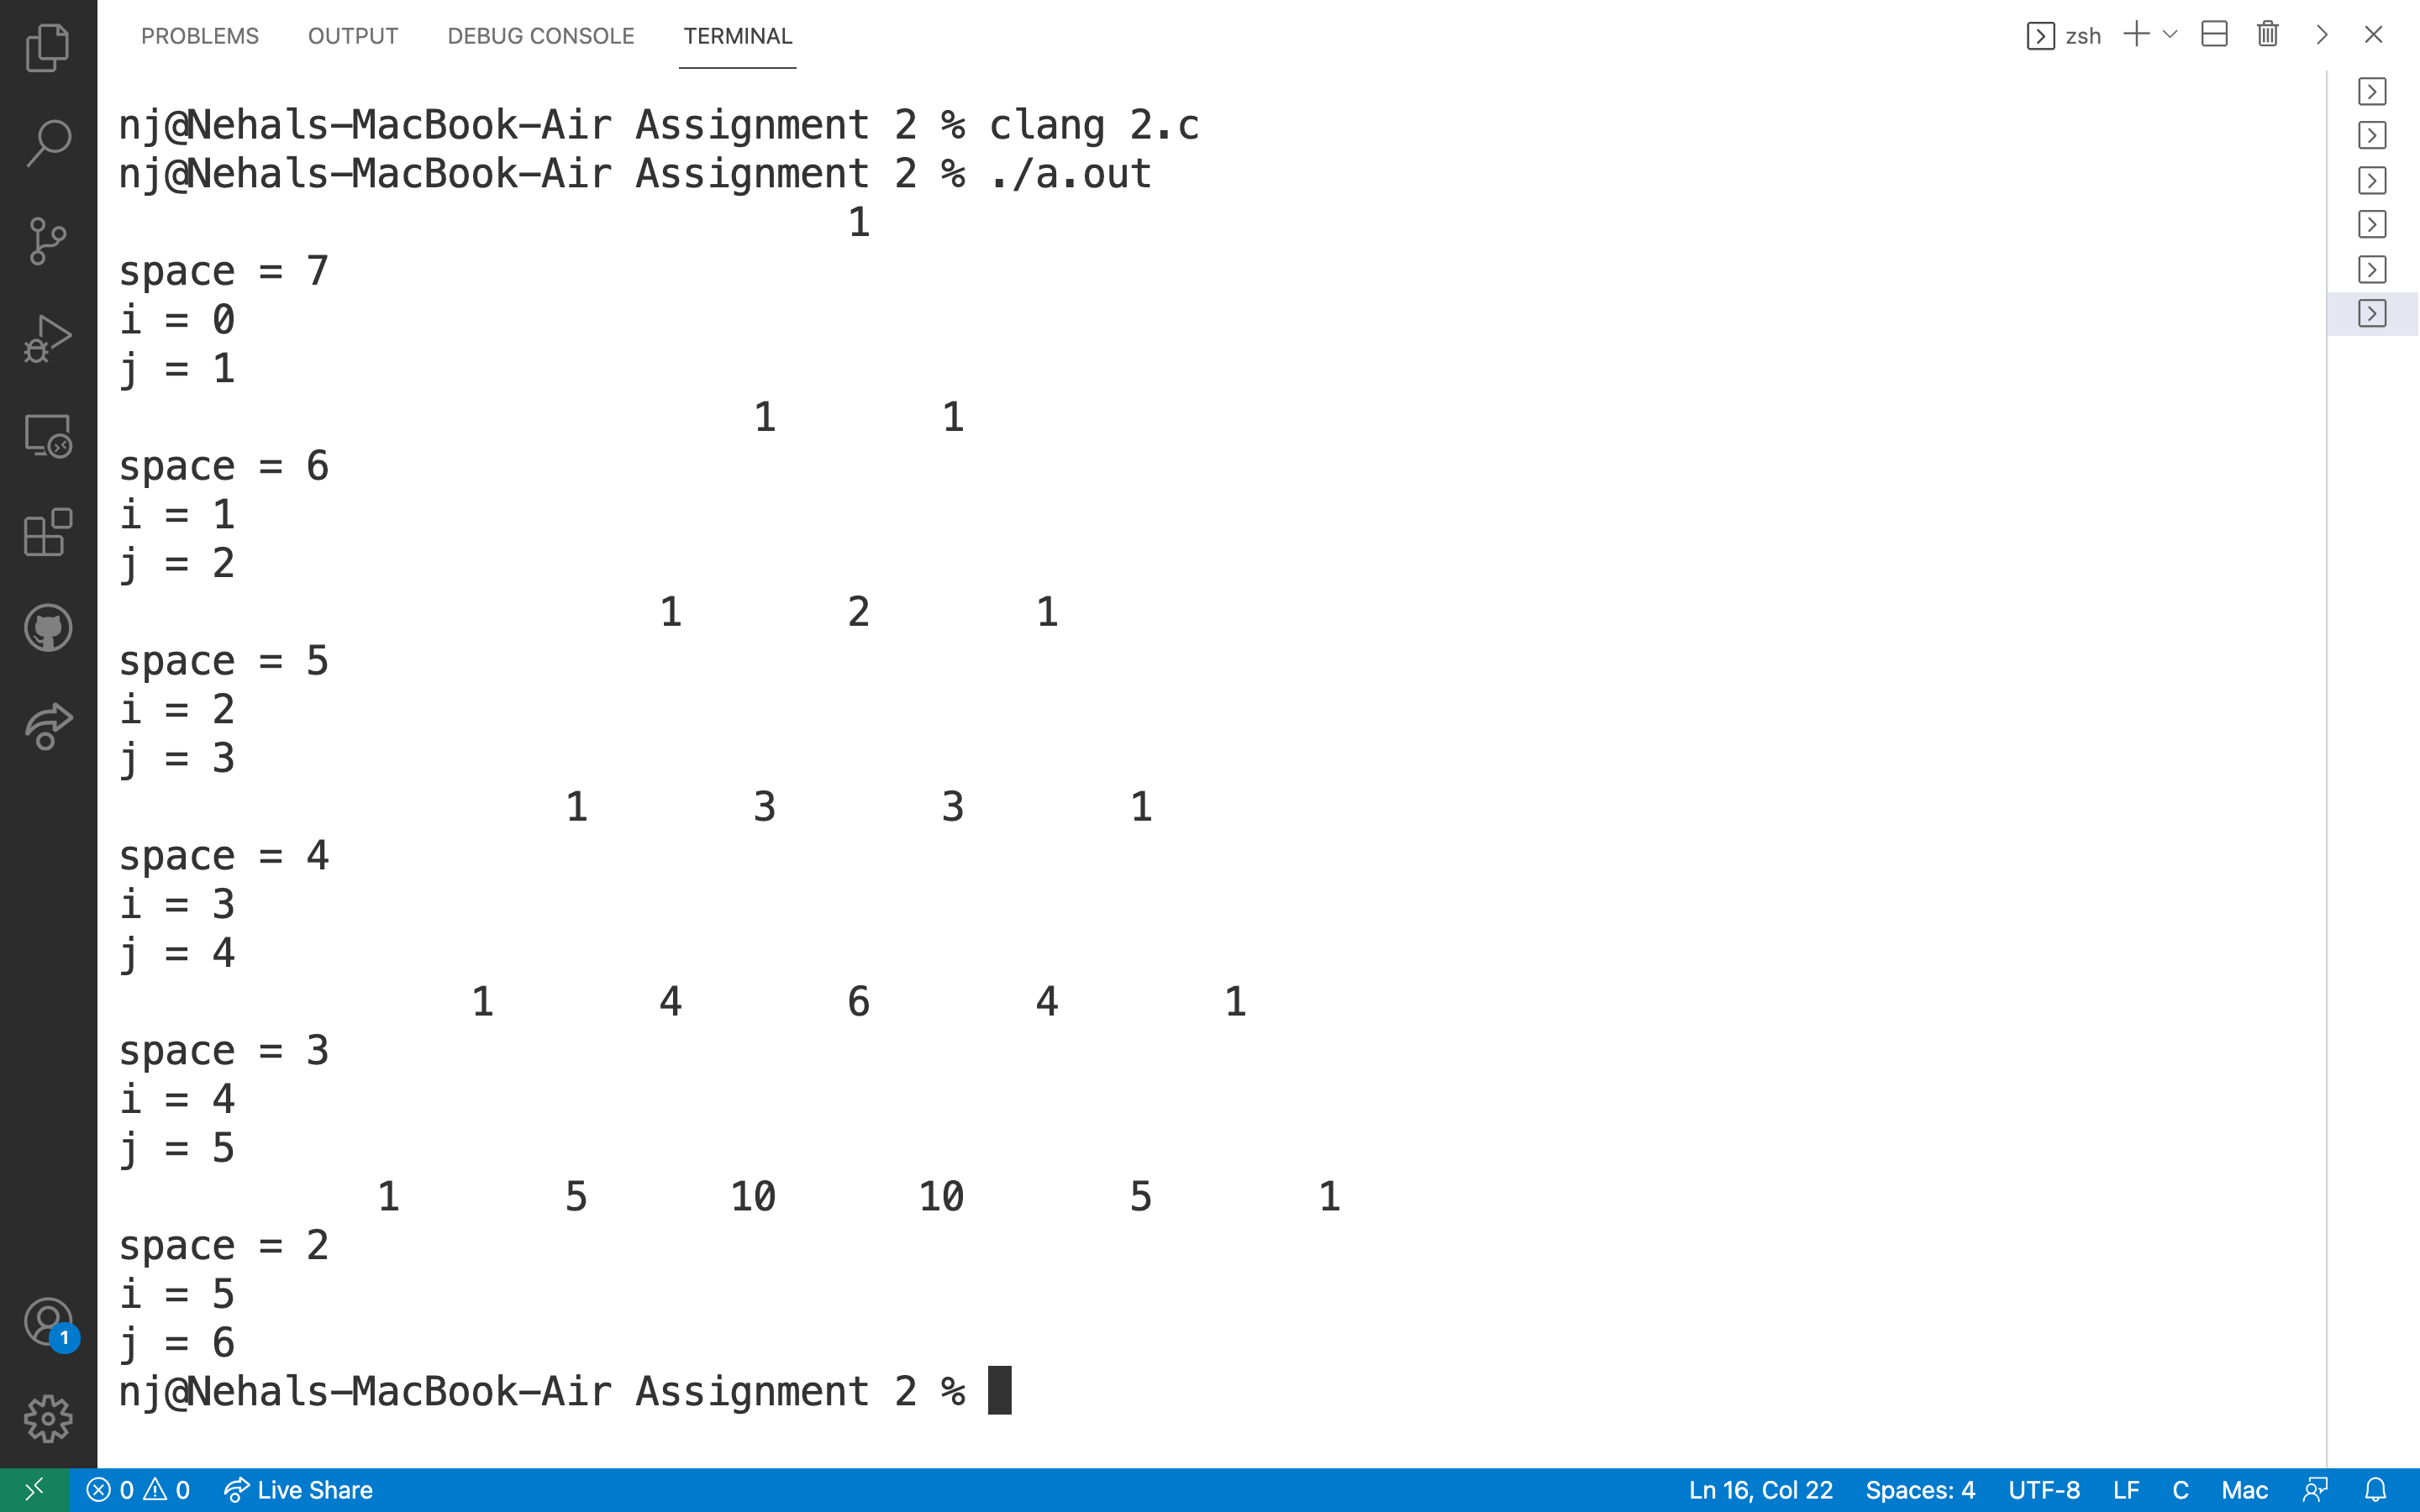 PROBLEMS OUTPUT DEBUG CONSOLE TERMINAL zsh
nj@Nehals-MacBook-Air Assignment 2 % clang 2.c
nj@Nehals-MacBook-Air Assignment 2 % ./a.out
1
space = 7
i = 0
j = 1
1 1
space = 6
i = 1
j = 2
1 2 1
space = 5
i = 2
j = 3
1 3 3 1
space = 4
i = 3
j = 4
1 4 6 4 1
space = 3
i = 4
j = 5
1 5 10 10 5 1
space = 2
i = 5
j = 6
1
nj@Nehals-MacBook-Air Assignment 2 %
0 0 Live Share Ln 16, Col 22 Spaces: 4 UTF-8 LF C Mac